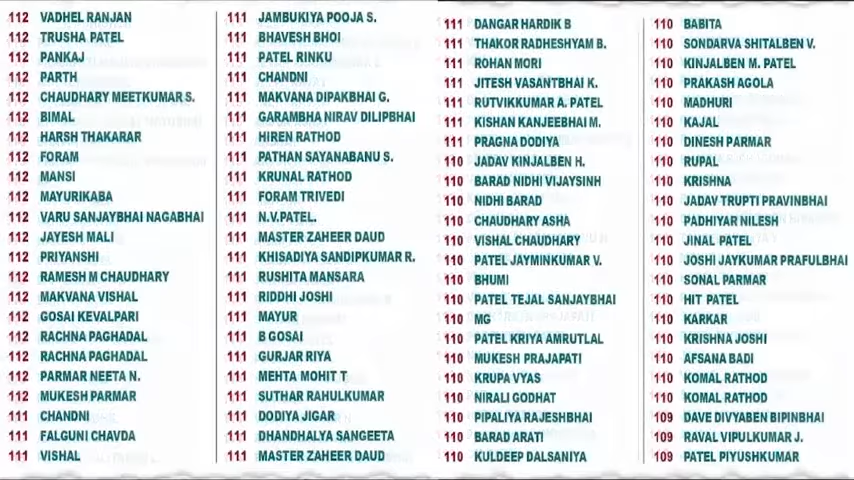 112 VADHEL RANJAN
112 TRUSHA PATEL
112 PANKAJ
112 PARTH
112 CHAUDHARY MEETKUMAR S.
112 BIMAL
112 HARSH THAKARAR
112 FORAM
112 MANSI
112 MAYURIKABA
112 VARU SANJAYBHAI NAGABHAI
112 JAYESH MALI
112 PRIYANSHI
112 RAMESH M CHAUDHARY
112 MAKVANA VISHAL
112 GOSAI KEVALPARI
112 RACHNA PAGHADAL
112 RACHNA PAGHADAL
112 PARMAR NEETA N.
112 MUKESH PARMAR
111 CHANDNI
111 FALGUNI CHAVDA
111 VISHAL
111 JAMBUKIYA POOJA S.
111 BHAVESH BHOI
111 PATEL RINKU
111 CHANDNI
111 MAKVANA DIPAKBHAI G.
111 GARAMBHA NIRAV DILIPBHAI
111 HIREN RATHOD
111 PATHAN SAYANABANU S.
111 KRUNAL RATHOD
111 FORAM TRIVEDI
111 N.V.PATEL.
111 MASTER ZAHEER DAUD
111 KHISADIYA SANDIPKUMAR R.
111 RUSHITA MANSARA
111 RIDDHI JOSHI
111 MAYUR
111 B GOSAI
111 GURJAR RIYA
111 MEHTA MOHIT T
111 SUTHAR RAHULKUMAR
111 DODIYA JIGAR
111 DHANDHALYA SANGEETA
111 MASTER ZAHEER DAUD
111 DANGAR HARDIK B
111 THAKOR RADHESHYAM B.
111 ROHAN MORI
111 JITESH VASANTBHAI K.
111 RUTVIKKUMAR A. PATEL
111 KISHAN KANJEEBHAI M.
111 PRAGNA DODIYA
110 JADAV KINJALBEN H.
110 BARAD NIDHI VIJAYSINH
110 NIDHI BARAD
110 CHAUDHARY ASHA
110 VISHAL CHAUDHARY
110 PATEL JAYMINKUMAR V.
110 BHUMI
110 PATEL TEJAL SANJAYBHAI
110 MG
110 PATEL KRIYA AMRUTLAL
110 MUKESH PRAJAPATI
110 KRUPA VYAS
110 NIRALI GODHAT
110 PIPALIYA RAJESHBHAI
110 BARAD ARATI
110 KULDEEP DALSANIYA
110 BABITA
110 SONDARVA SHITALBEN V.
110 KINJALBEN M. PATEL
110 PRAKASH AGOLA
110 MADHURI
110 KAJAL
110 DINESH PARMAR
110 RUPAL
110 KRISHNA
110 JADAV TRUPTI PRAVINBHAI
110 PADHIYAR NILESH
110 JINAL PATEL
110 JOSHI JAYKUMAR PRAFULBHAI
110 SONAL PARMAR
110 HIT PATEL
110 KARKAR
110 KRISHNA JOSHI
110 AFSANA BADI
110 KOMAL RATHOD
110 KOMAL RATHOD
109 DAVE DIVYABEN BIPINBHAI
109 RAVAL VIPULKUMAR J.
109 PATEL PIYUSHKUMAR